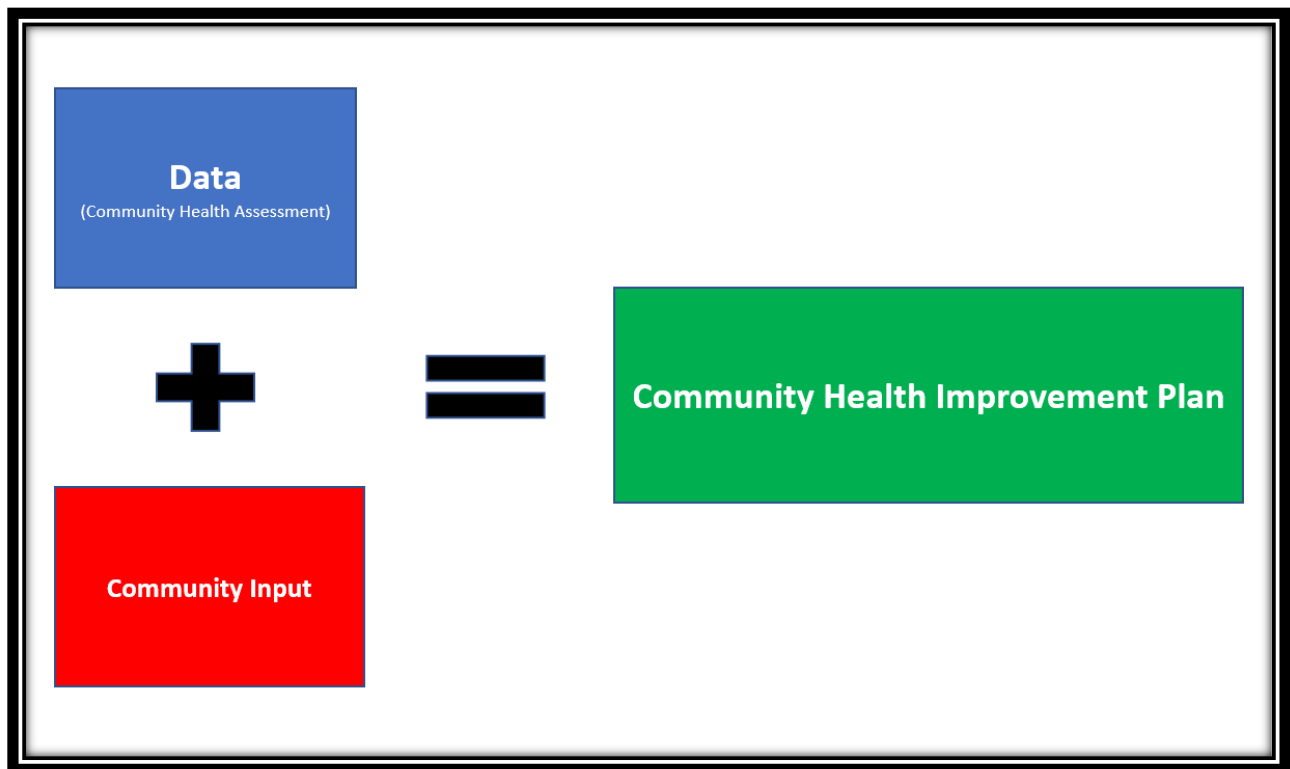 Data
(Community Health Assessment)
Community Input
Community Health Improvement Plan